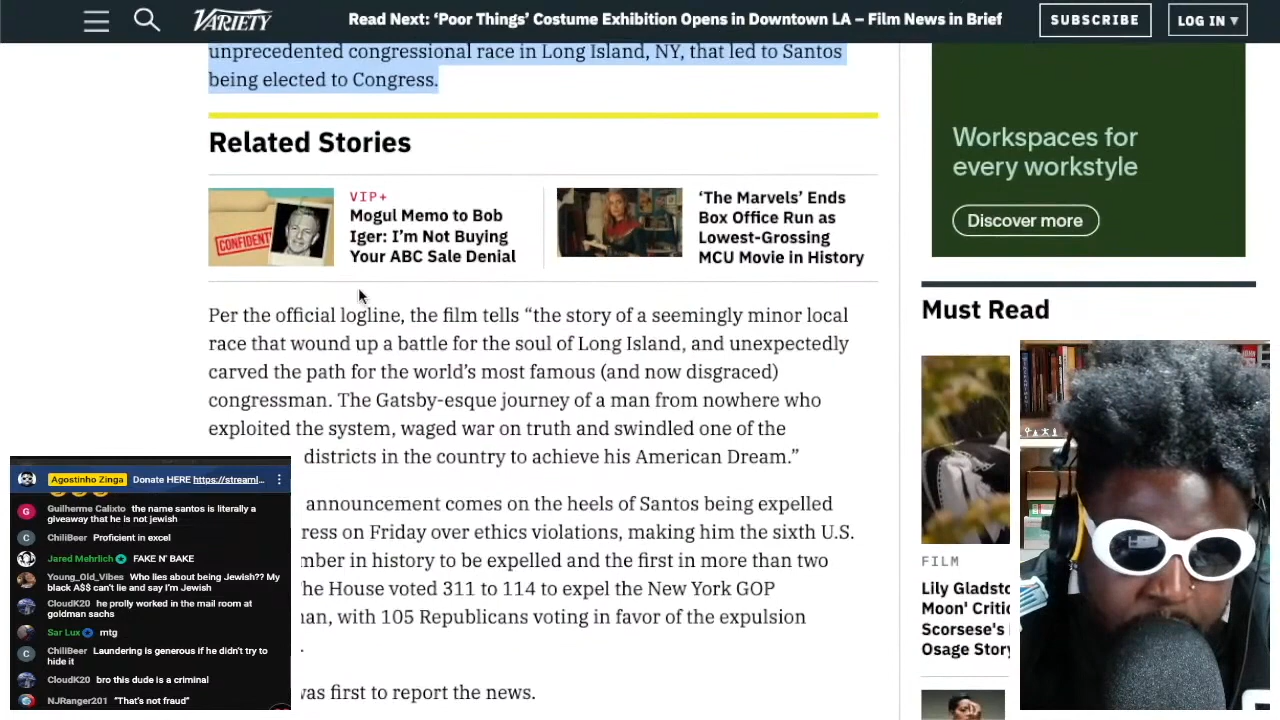 VARIETY
Read Next: ‘Poor Things’ Costume Exhibition Opens in Downtown LA – Film News in Brief
SUBSCRIBE
LOG IN ▼
unprecedented congressional race in Long Island, NY, that led to Santos
being elected to Congress.
Related Stories
CONFIDENT
VIP+
Mogul Memo to Bob
Iger: I’m Not Buying
Your ABC Sale Denial
‘The Marvels’ Ends
Box Office Run as
Lowest-Grossing
MCU Movie in History
Per the official logline, the film tells “the story of a seemingly minor local
race that wound up a battle for the soul of Long Island, and unexpectedly
carved the path for the world’s most famous (and now disgraced)
congressman. The Gatsby-esque journey of a man from nowhere who
exploited the system, waged war on truth and swindled one of the
districts in the country to achieve his American Dream.”
announcement comes on the heels of Santos being expelled
ress on Friday over ethics violations, making him the sixth U.S.
mber in history to be expelled and the first in more than two
he House voted 311 to 114 to expel the New York GOP
an, with 105 Republicans voting in favor of the expulsion
.
was first to report the news.
Workspaces for
every workstyle
Discover more
Must Read
FILM
Lily Gladsto
Moon' Critic
Scorsese's
Osage Story
Agostinho Zinga Donate HERE https://streaml...
G Guilherme Calixto the name santos is literally a
giveaway that he is not jewish
C ChiliBeer Proficient in excel
Jared Mehrlich FAKE N' BAKE
Young_Old_Vibes Who lies about being Jewish?? My
black A$$ can't lie and say I'm Jewish
CloudK20 he prolly worked in the mail room at
goldman sachs
Sar Lux mtg
C ChiliBeer Laundering is generous if he didn't try to
hide it
CloudK20 bro this dude is a criminal
NJRanger201 “That's not fraud”